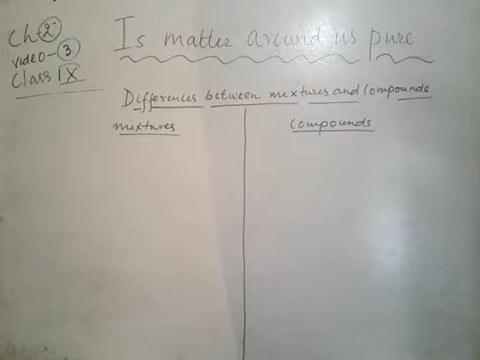 Ch-2
video-3
Class IX
Is matter around us pure
Differences between mixtures and Compounds
mixtures
Compounds